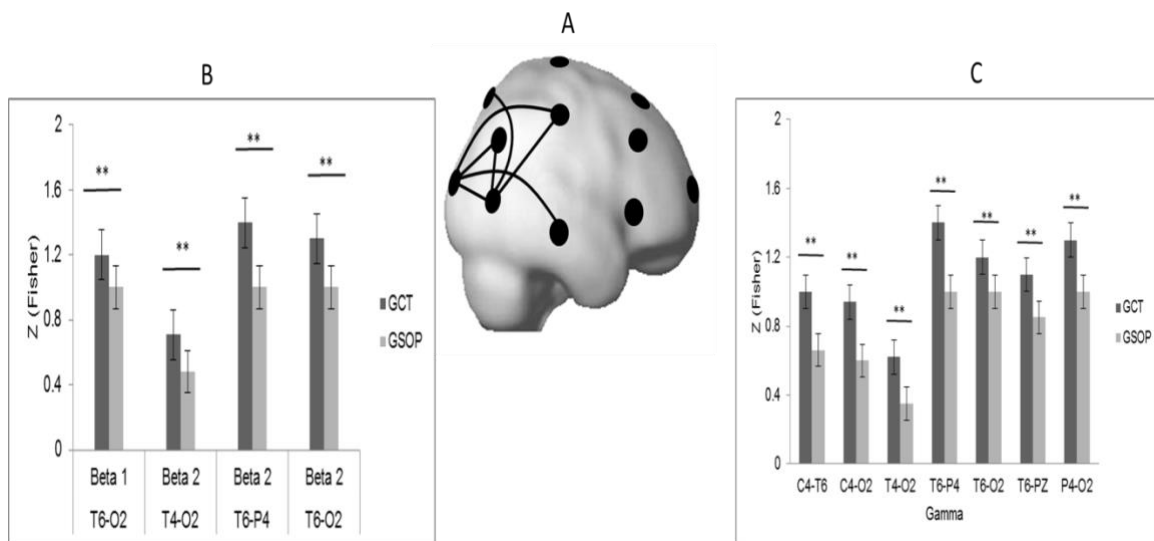 A
B
**
**
**
**
Z (Fisher)
2
1.6
1.2
0.8
0.4
0
GCT
GSOP
Beta 1 Beta 2 Beta 2 Beta 2
T6-O2 T4-O2 T6-P4 T6-O2
C
**
**
**
**
**
**
**
Z (Fisher)
2
1.6
1.2
0.8
0.4
0
GCT
GSOP
C4-T6 C4-O2 T4-O2 T6-P4 T6-O2 T6-PZ P4-O2
Gamma